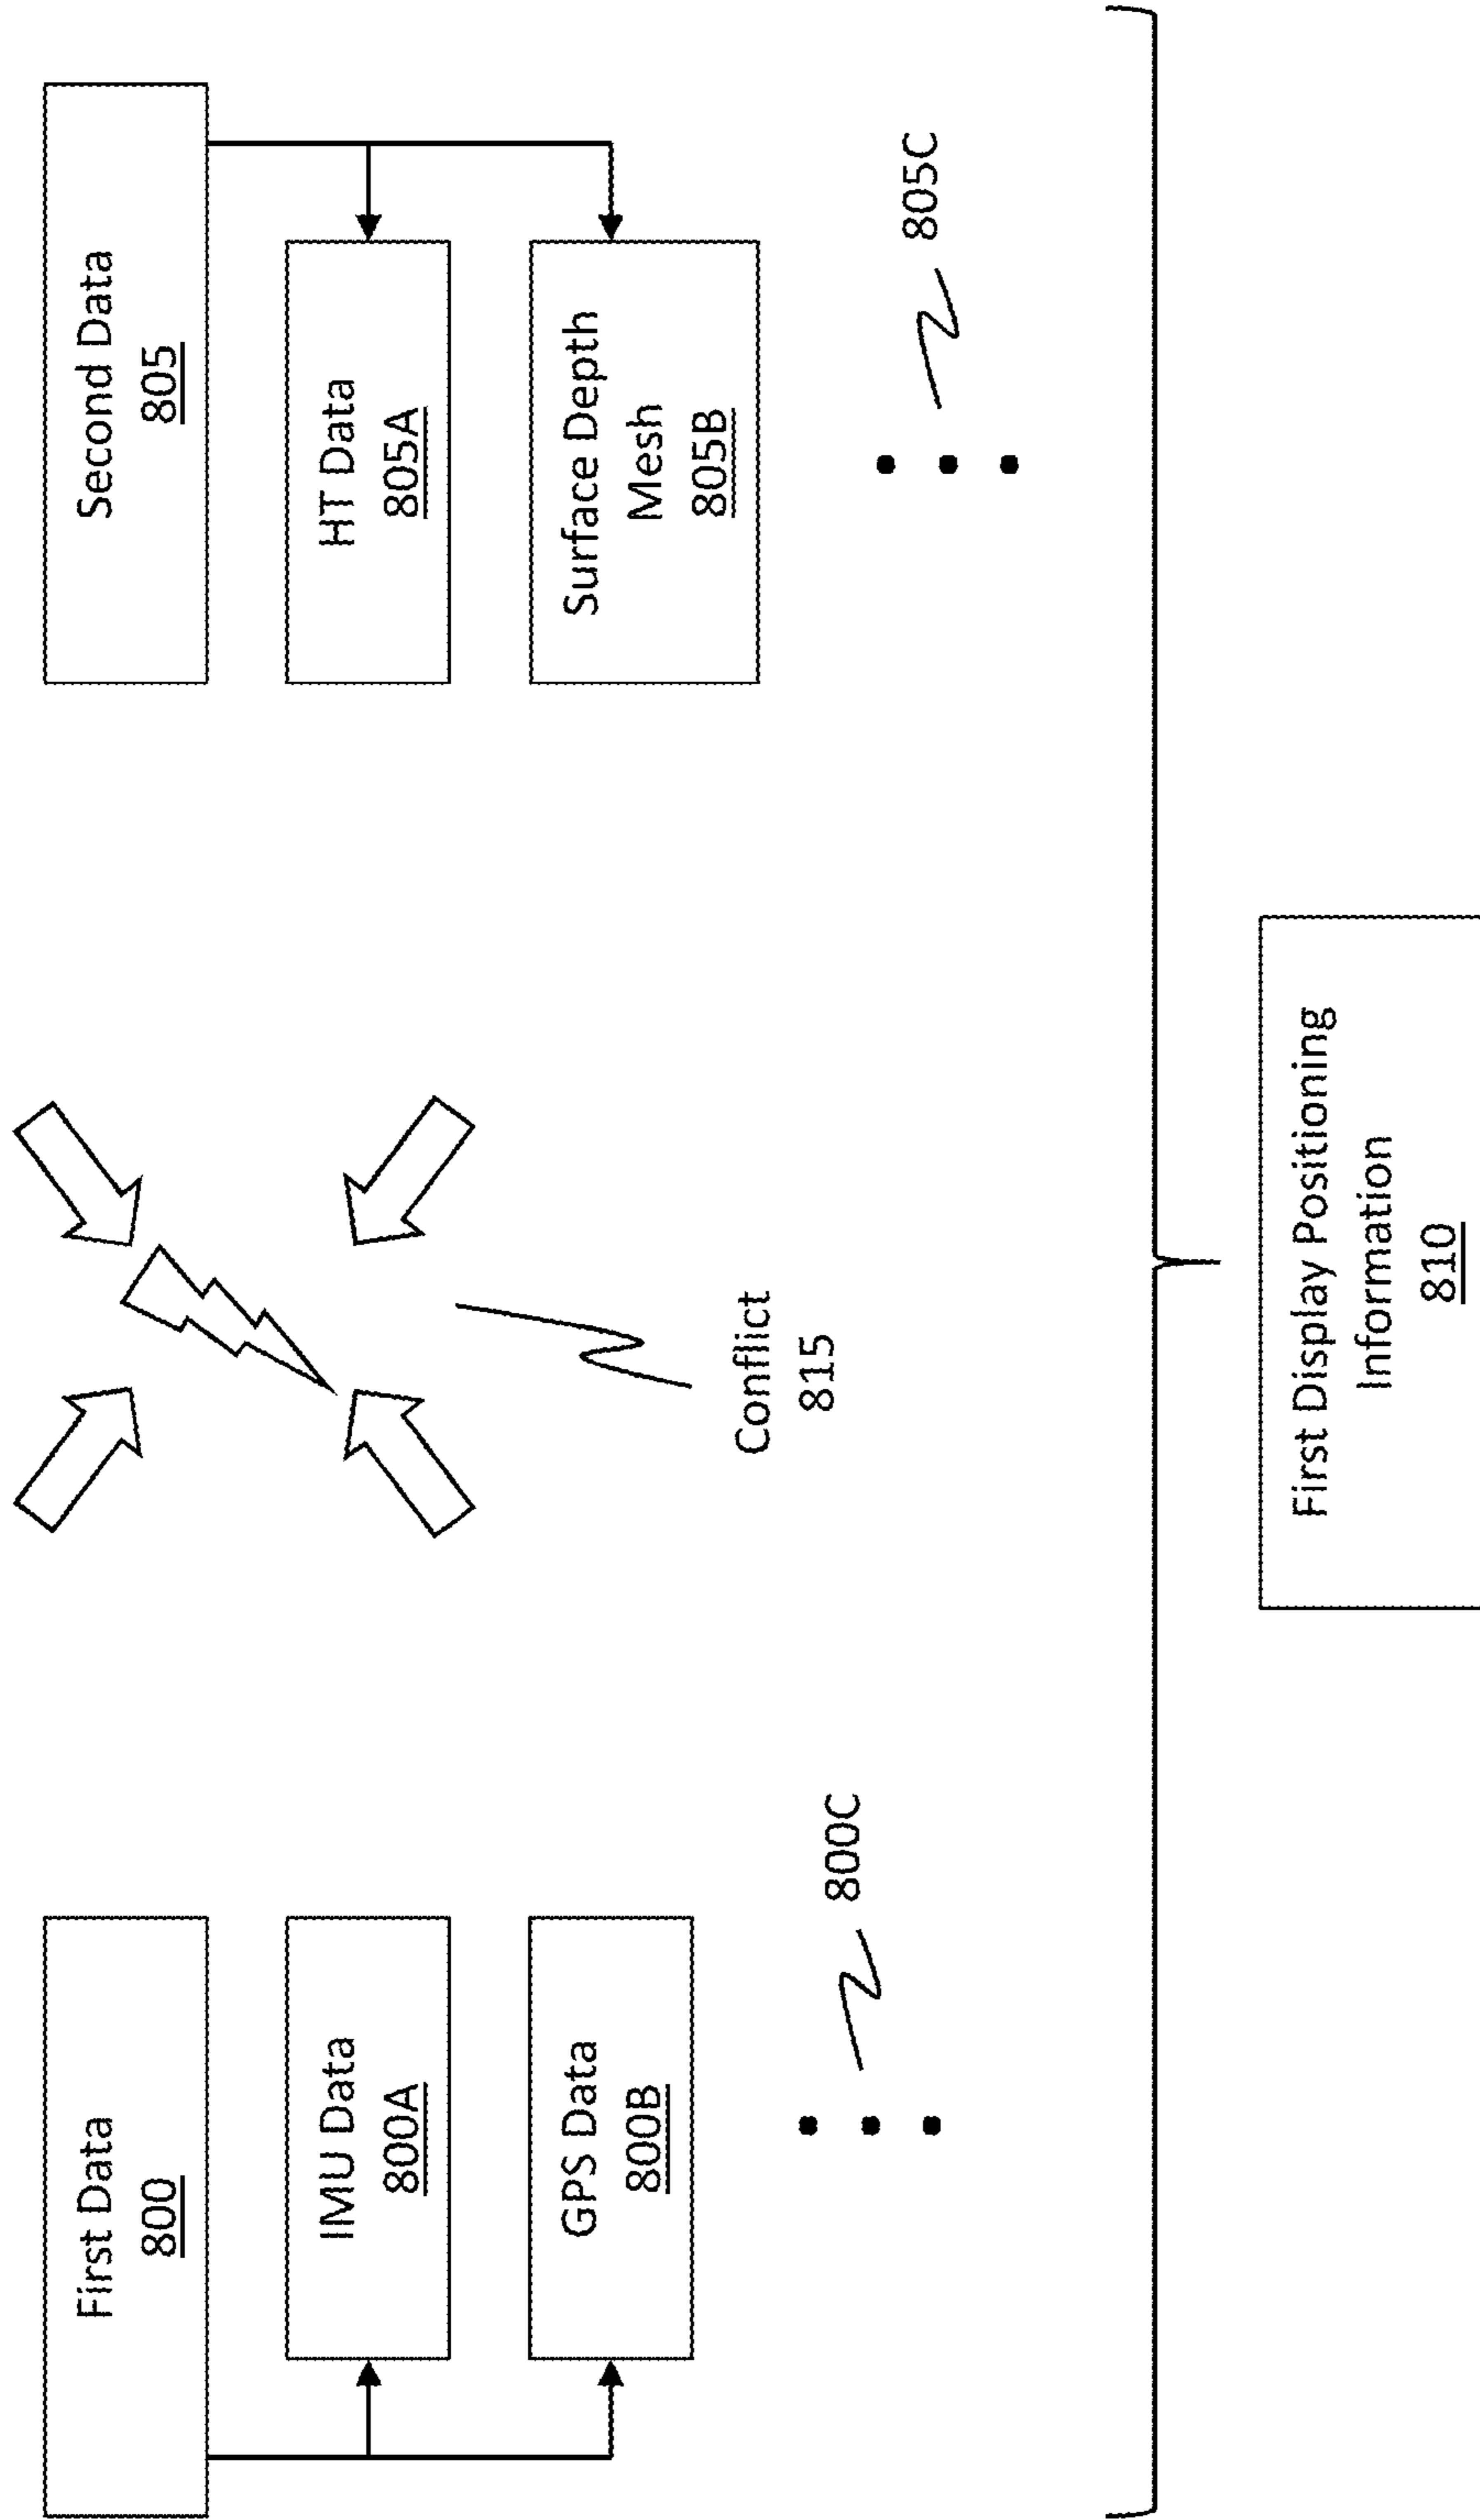 First Data
800
IMU Data
800A
GPS Data
800B
800C
Conflict
815
Second Data
805
HT Data
805A
Surface Depth
Mesh
805B
805C
First Display Positioning
Information
810